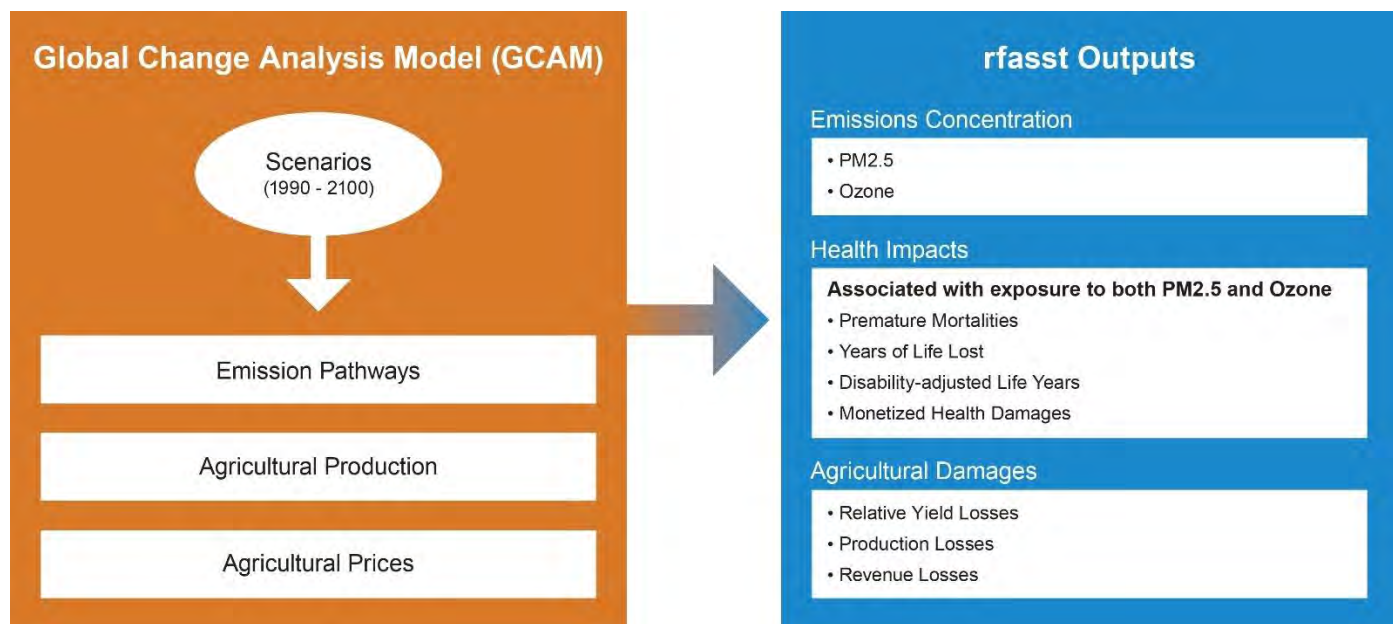 Global Change Analysis Model (GCAM)
Scenarios
(1990 - 2100)
Emission Pathways
Agricultural Production
Agricultural Prices
rfasst Outputs
Emissions Concentration
• PM2.5
• Ozone
Health Impacts
Associated with exposure to both PM2.5 and Ozone
• Premature Mortalities
• Years of Life Lost
• Disability-adjusted Life Years
• Monetized Health Damages
Agricultural Damages
• Relative Yield Losses
• Production Losses
• Revenue Losses